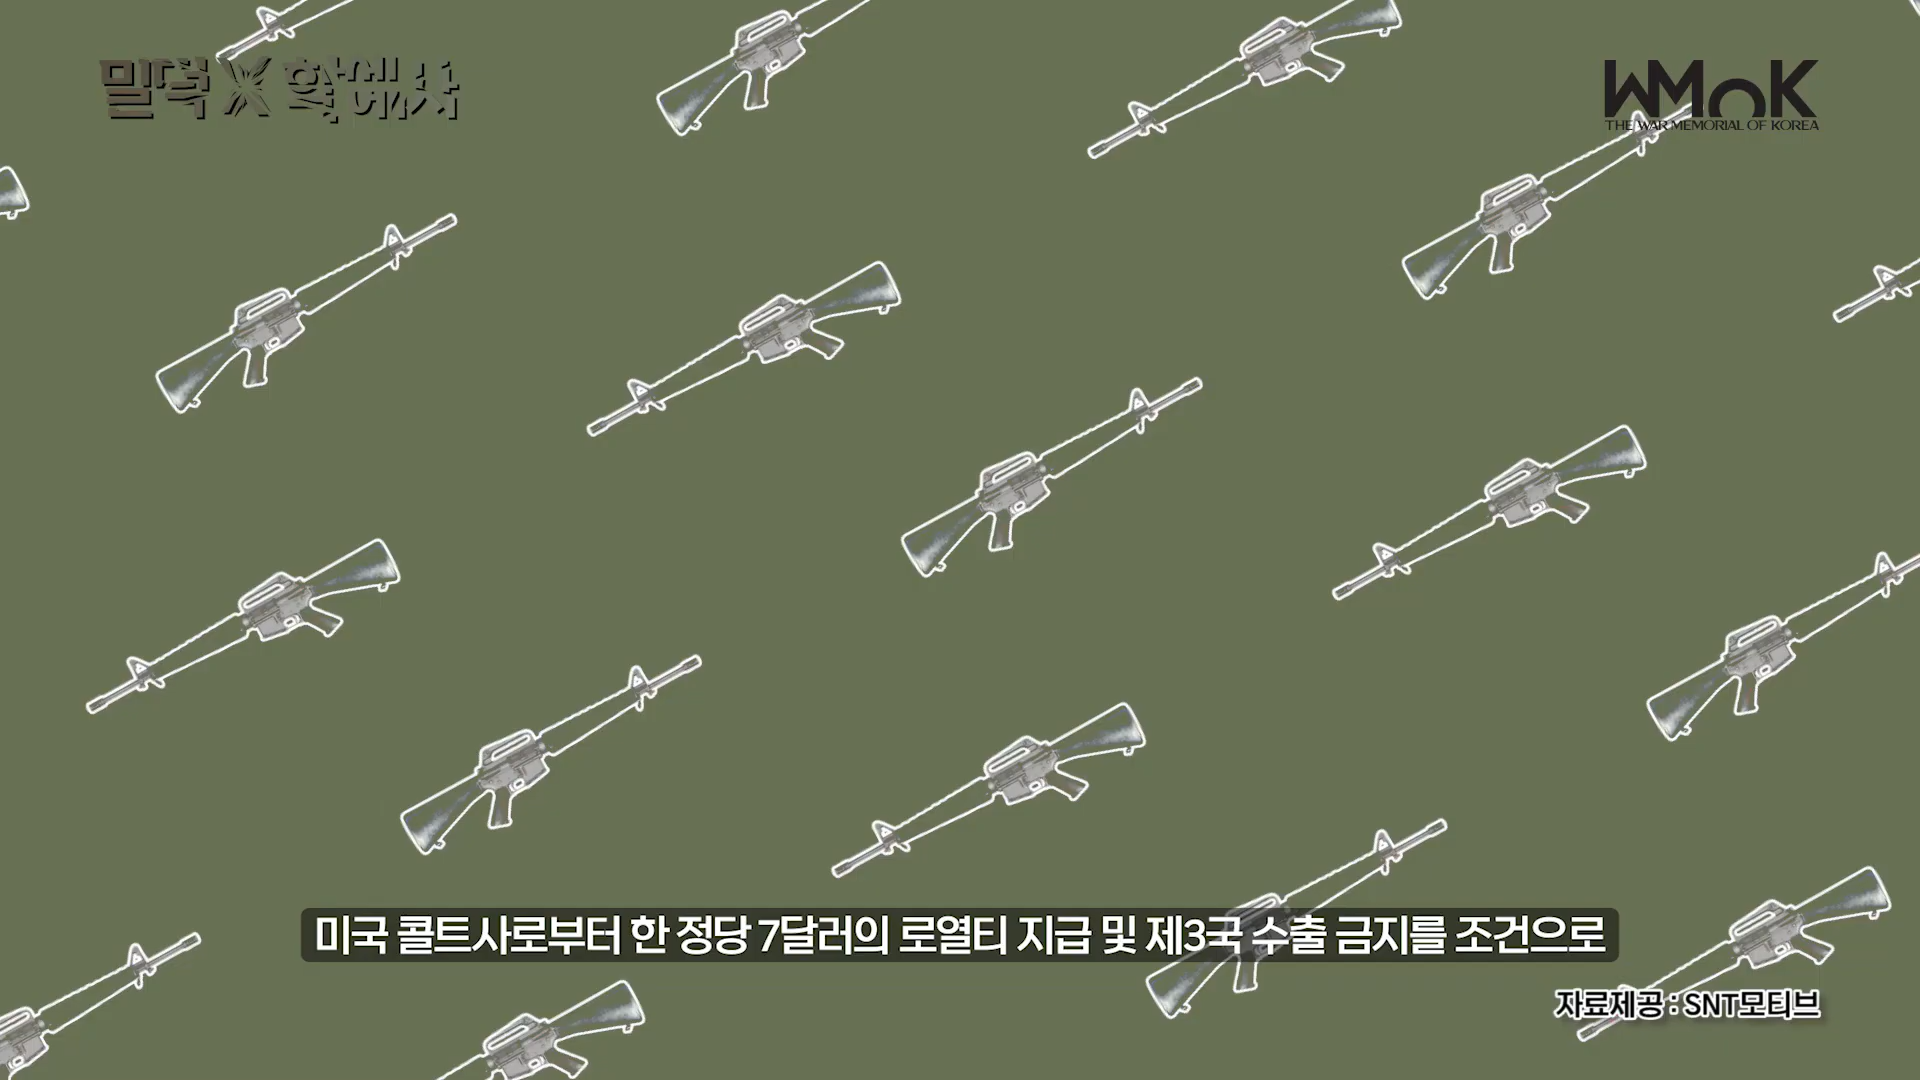 WMoK
THE WAR MEMORIAL OF KOREA
미국 콜트사로부터 한 정당 7달러의 로열티 지급 및 제3국 수출 금지를 조건으로
자료제공 : SNT모티브